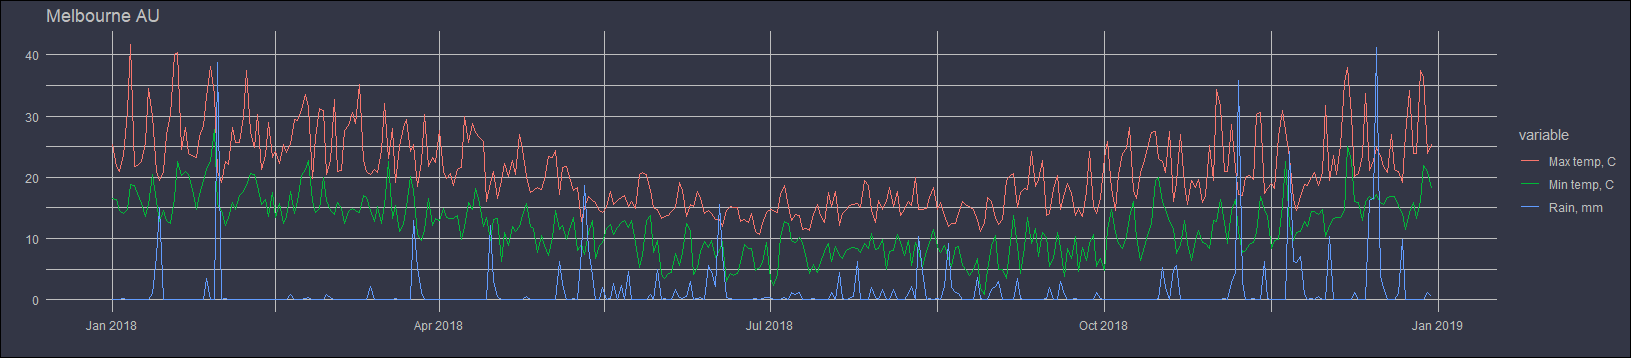 Melbourne AU
40
30
20
10
0
Jan 2018
Apr 2018
Jul 2018
Oct 2018
Jan 2019
variable
Max temp, C
Min temp, C
Rain, mm